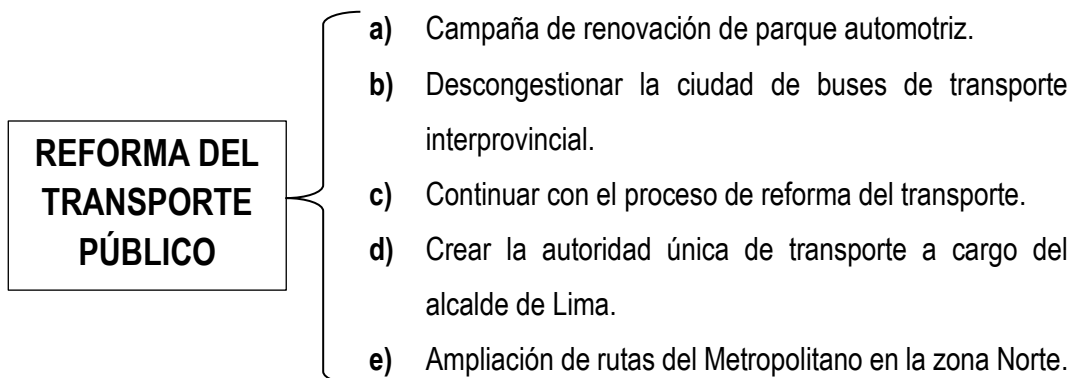 REFORMA DEL
TRANSPORTE
PÚBLICO
a) Campaña de renovación de parque automotriz.
b) Descongestionar la ciudad de buses de transporte
interprovincial.
c) Continuar con el proceso de reforma del transporte.
d) Crear la autoridad única de transporte a cargo del
alcalde de Lima.
e) Ampliación de rutas del Metropolitano en la zona Norte.